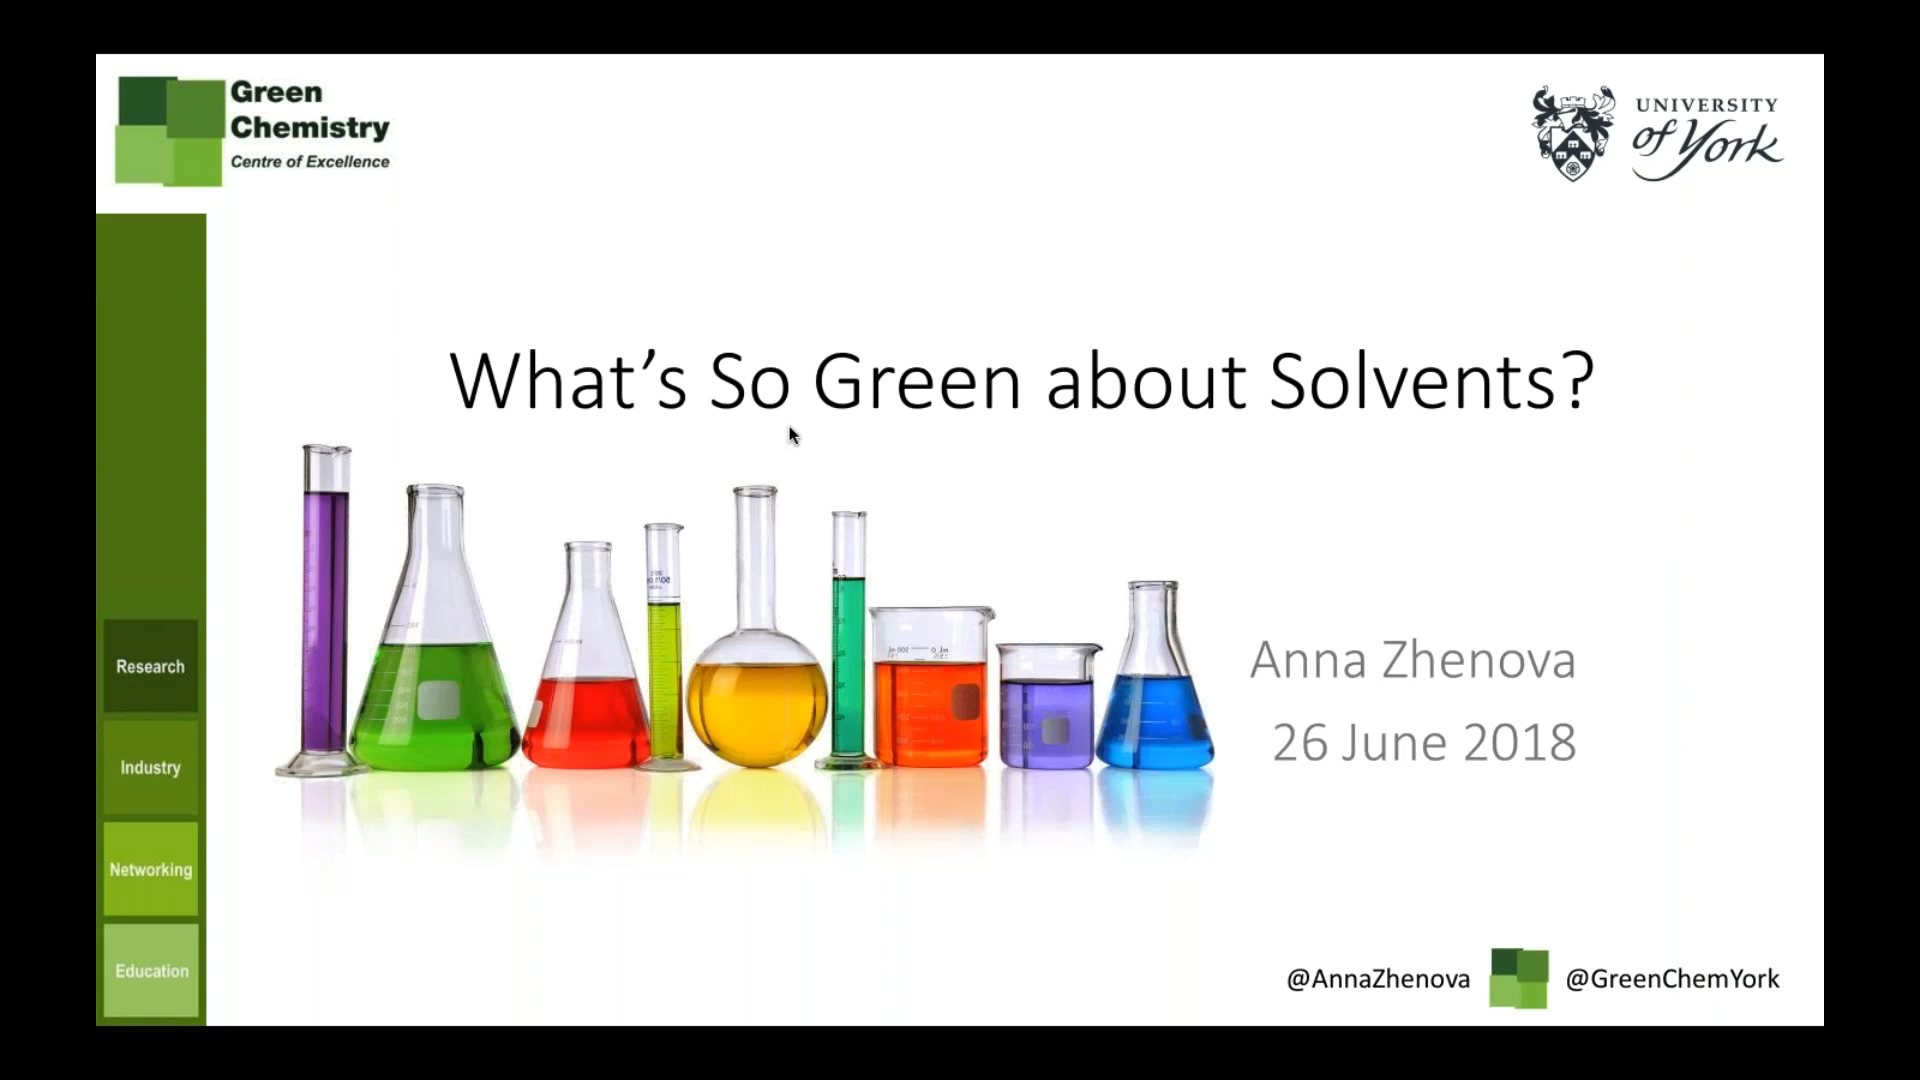 Green
Chemistry
Centre of Excellence
UNIVERSITY
of York
What's So Green about Solvents?
Anna Zhenova
26 June 2018
Research
Industry
Networking
Education
@AnnaZhenova
@GreenChemYork